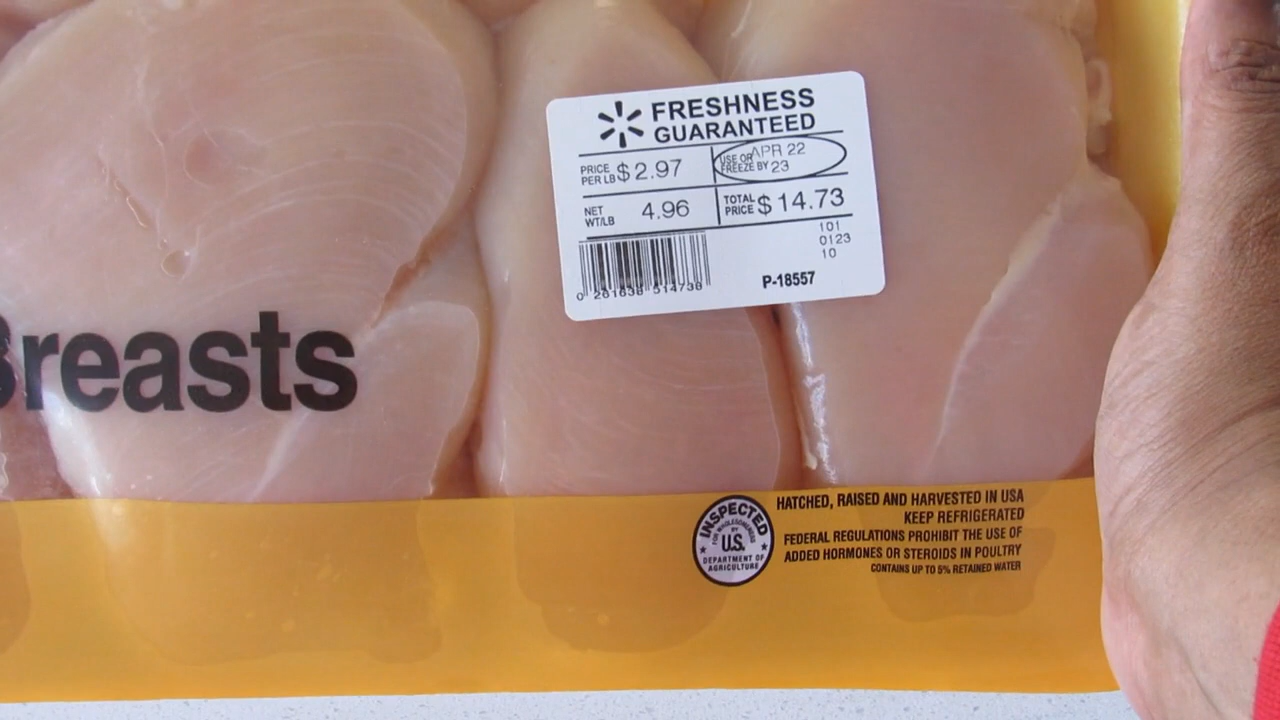 FRESHNESS
GUARANTEED
PRICE
PER LB $ 2.97
USE OR
FREEZE BY
APR 22
23
NET
WT/LB 4.96
TOTAL
PRICE $ 14.73
101
0123
10
0 261838 514738
P-18557
Breasts
INSPECTED
FOR WHOLESOMENESS
BY
U.S.
DEPARTMENT OF
AGRICULTURE
HATCHED, RAISED AND HARVESTED IN USA
KEEP REFRIGERATED
FEDERAL REGULATIONS PROHIBIT THE USE OF
ADDED HORMONES OR STEROIDS IN POULTRY
CONTAINS UP TO 5% RETAINED WATER